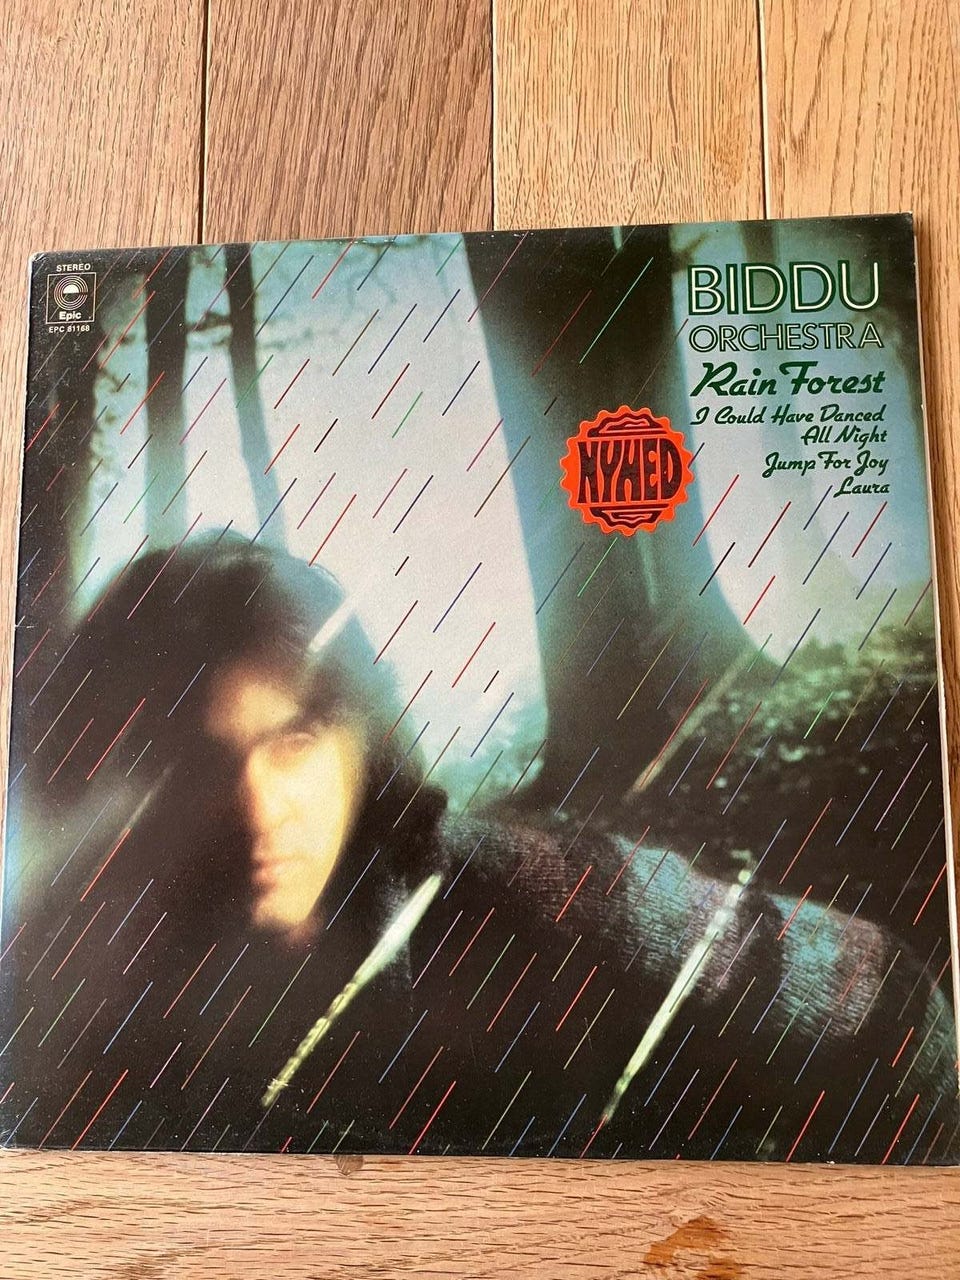 STEREO
Epic
EPC 81168
BIDDU
ORCHESTRA
Rain Forest
I Could Have Danced
All Night
Jump For Joy
Laura
NYHED